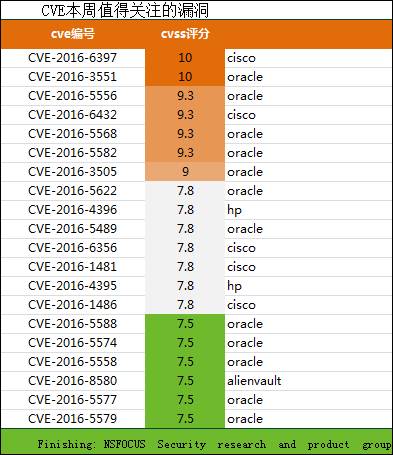 CVE本周值得关注的漏洞
cve编号 cvss评分
CVE-2016-6397 10 cisco
CVE-2016-3551 10 oracle
CVE-2016-5556 9.3 oracle
CVE-2016-6432 9.3 cisco
CVE-2016-5568 9.3 oracle
CVE-2016-5582 9.3 oracle
CVE-2016-3505 9 oracle
CVE-2016-5622 7.8 oracle
CVE-2016-4396 7.8 hp
CVE-2016-5489 7.8 oracle
CVE-2016-6356 7.8 cisco
CVE-2016-1481 7.8 cisco
CVE-2016-4395 7.8 hp
CVE-2016-1486 7.8 cisco
CVE-2016-5588 7.5 oracle
CVE-2016-5574 7.5 oracle
CVE-2016-5558 7.5 oracle
CVE-2016-8580 7.5 alienvault
CVE-2016-5577 7.5 oracle
CVE-2016-5579 7.5 oracle
Finishing: NSFOCUS Security research and product group